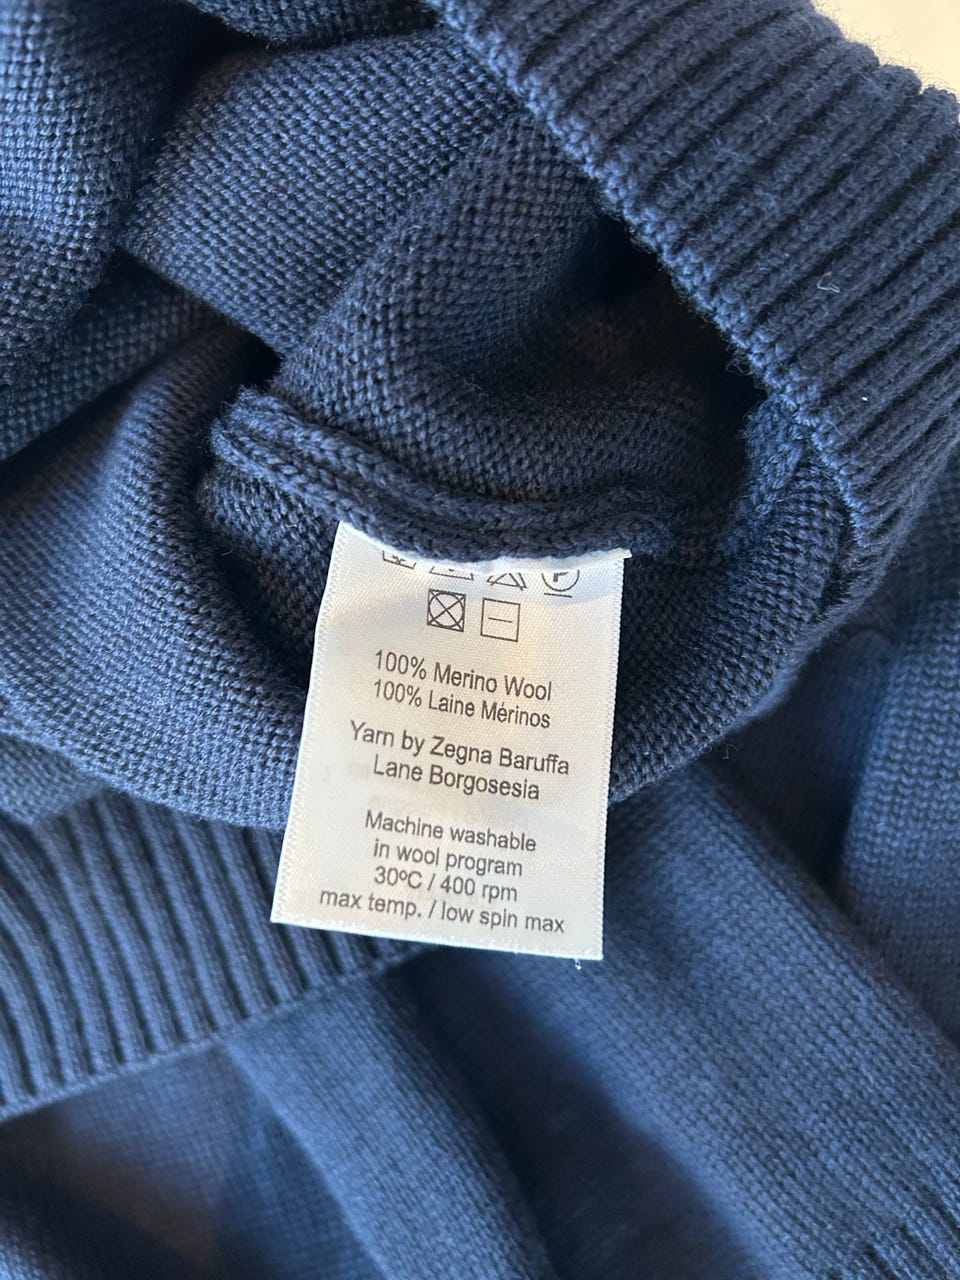 100% Merino Wool
100% Laine Mérinos
Yarn by Zegna Baruffa
Lane Borgosesia
Machine washable
in wool program
30ºC / 400 rpm
max temp. / low spin max